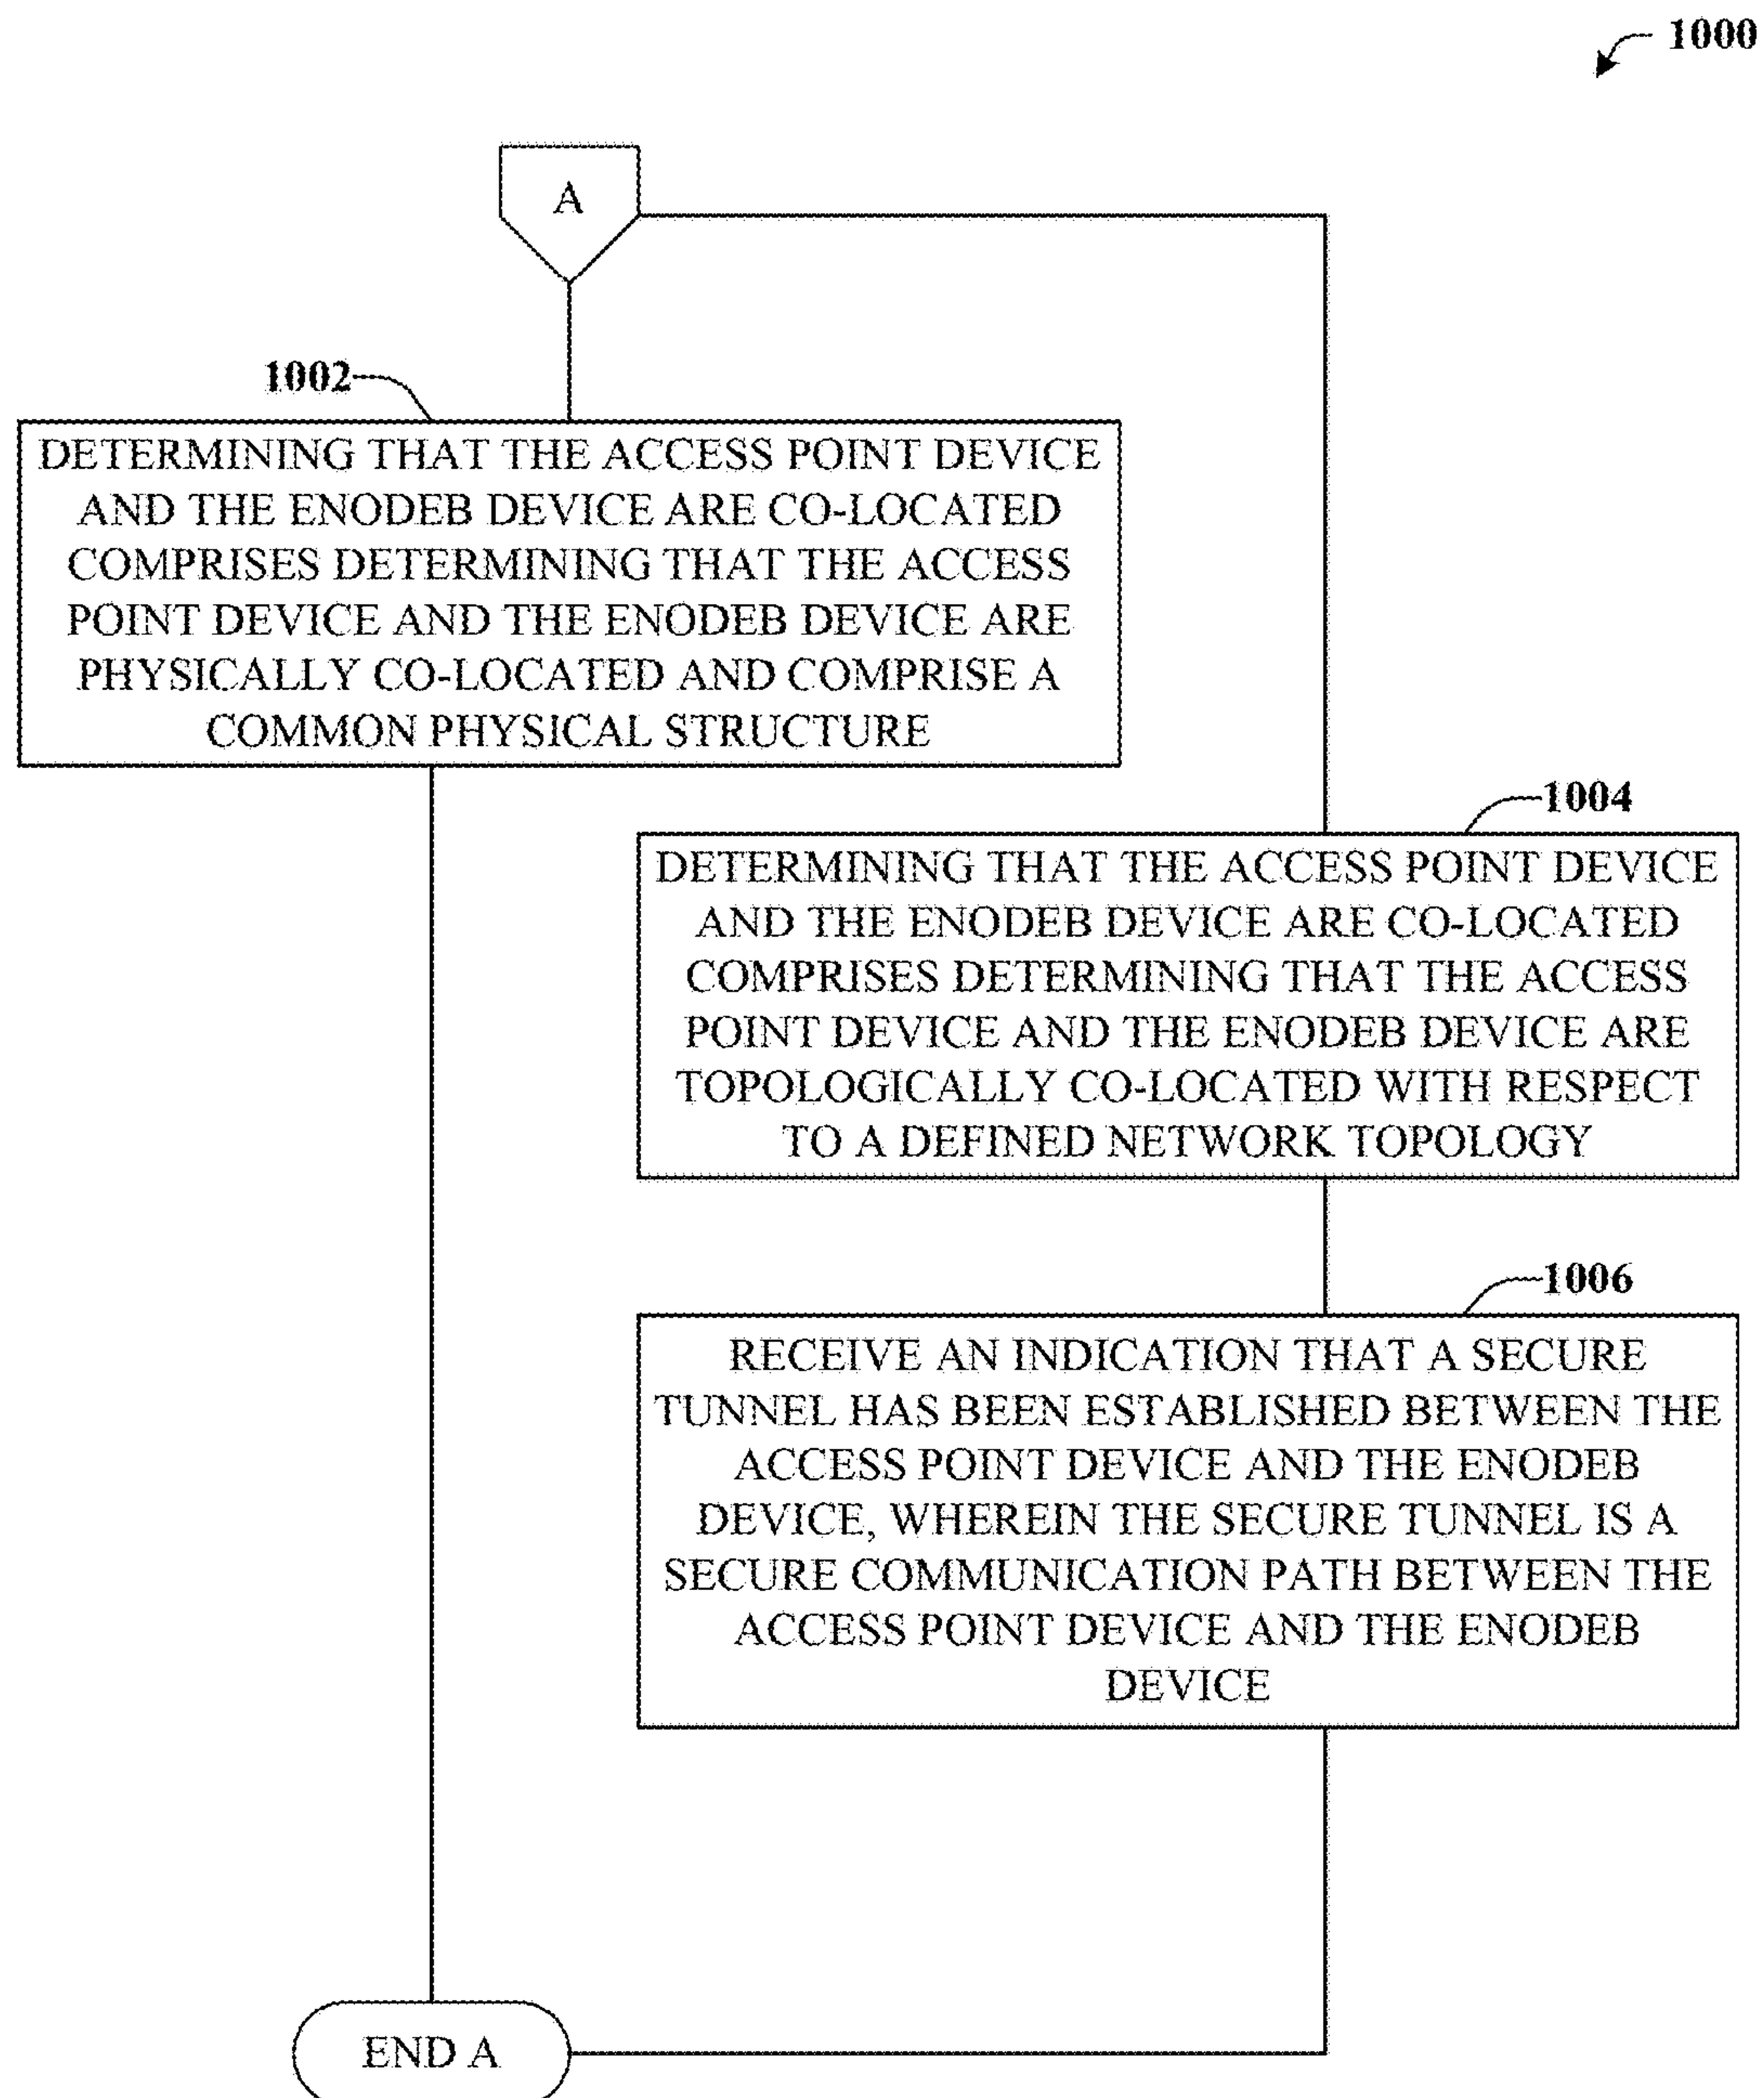 1000
A
1002
DETERMINING THAT THE ACCESS POINT DEVICE
AND THE ENODEB DEVICE ARE CO-LOCATED
COMPRISES DETERMINING THAT THE ACCESS
POINT DEVICE AND THE ENODEB DEVICE ARE
PHYSICALLY CO-LOCATED AND COMPRISE A
COMMON PHYSICAL STRUCTURE
1004
DETERMINING THAT THE ACCESS POINT DEVICE
AND THE ENODEB DEVICE ARE CO-LOCATED
COMPRISES DETERMINING THAT THE ACCESS
POINT DEVICE AND THE ENODEB DEVICE ARE
TOPOLOGICALLY CO-LOCATED WITH RESPECT
TO A DEFINED NETWORK TOPOLOGY
1006
RECEIVE AN INDICATION THAT A SECURE
TUNNEL HAS BEEN ESTABLISHED BETWEEN THE
ACCESS POINT DEVICE AND THE ENODEB
DEVICE, WHEREIN THE SECURE TUNNEL IS A
SECURE COMMUNICATION PATH BETWEEN THE
ACCESS POINT DEVICE AND THE ENODEB
DEVICE
END A